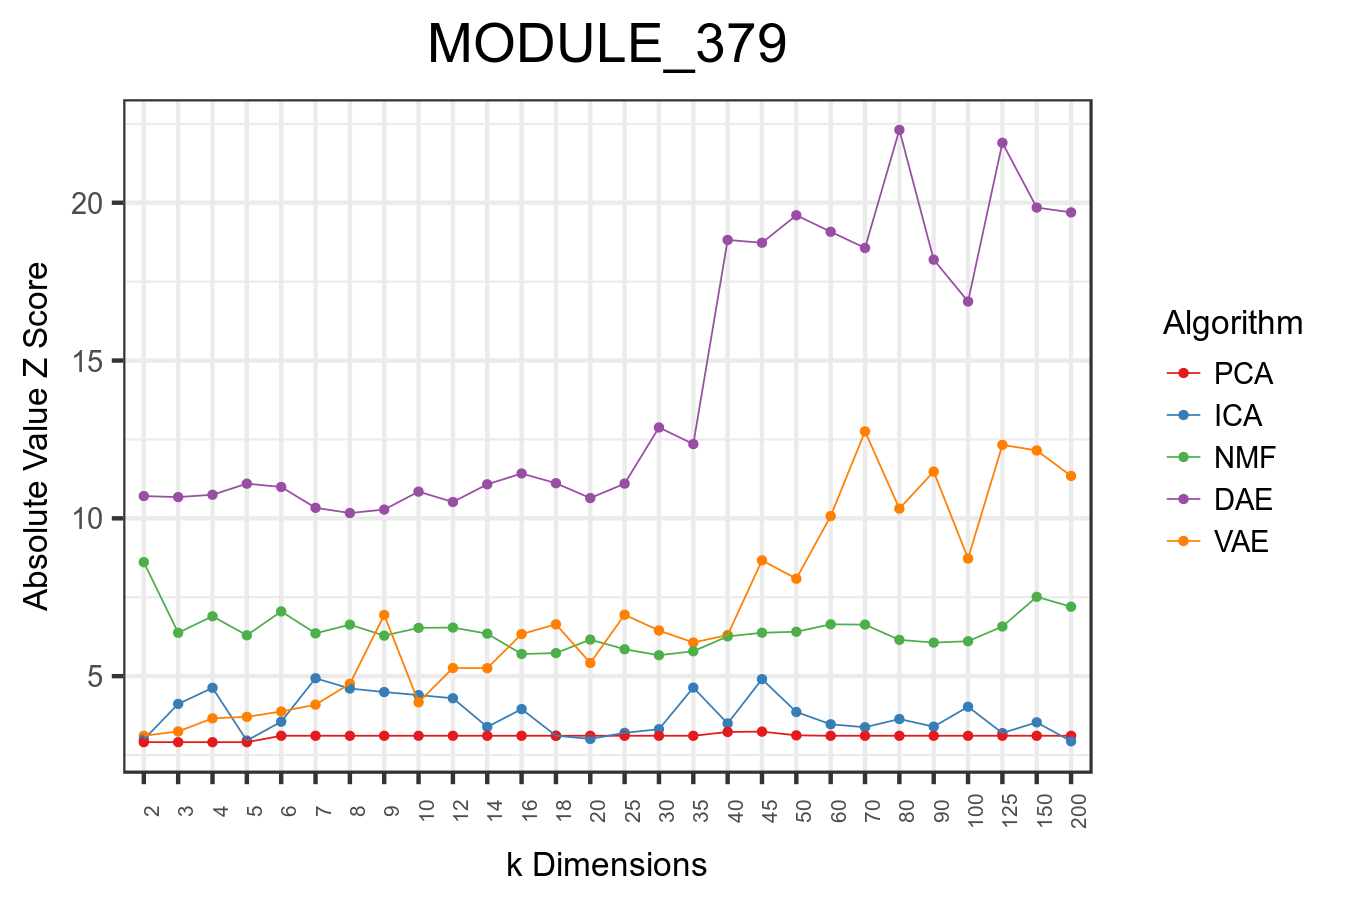 MODULE_379
Absolute Value Z Score
20
15
10
5
2 3 4 5 6 7 8 9 10 12 14 16 18 20 25 30 35 40 45 50 60 70 80 90 100 125 150 200
k Dimensions
Algorithm
PCA
ICA
NMF
DAE
VAE